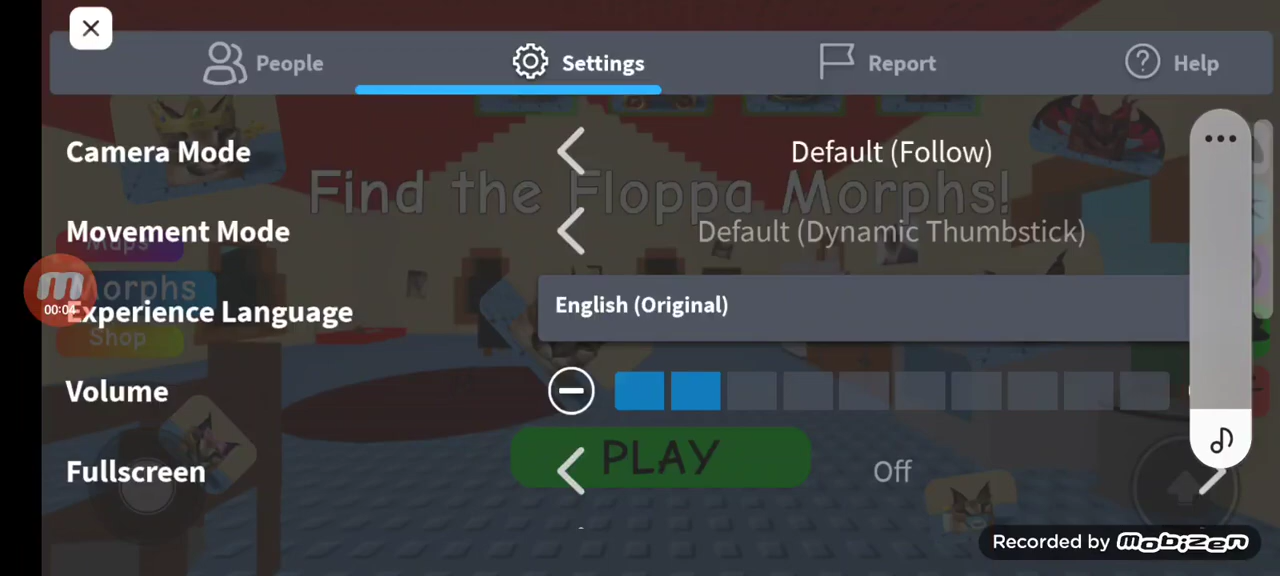 People
Settings
Report
Help
Camera Mode
Default (Follow)
Find the Floppa Morphs!
Movement Mode
Default (Dynamic Thumbstick)
Maps
Morphs
00:04
Experience Language
English (Original)
Shop
Volume
Fullscreen
PLAY
Off
Recorded by mobizen